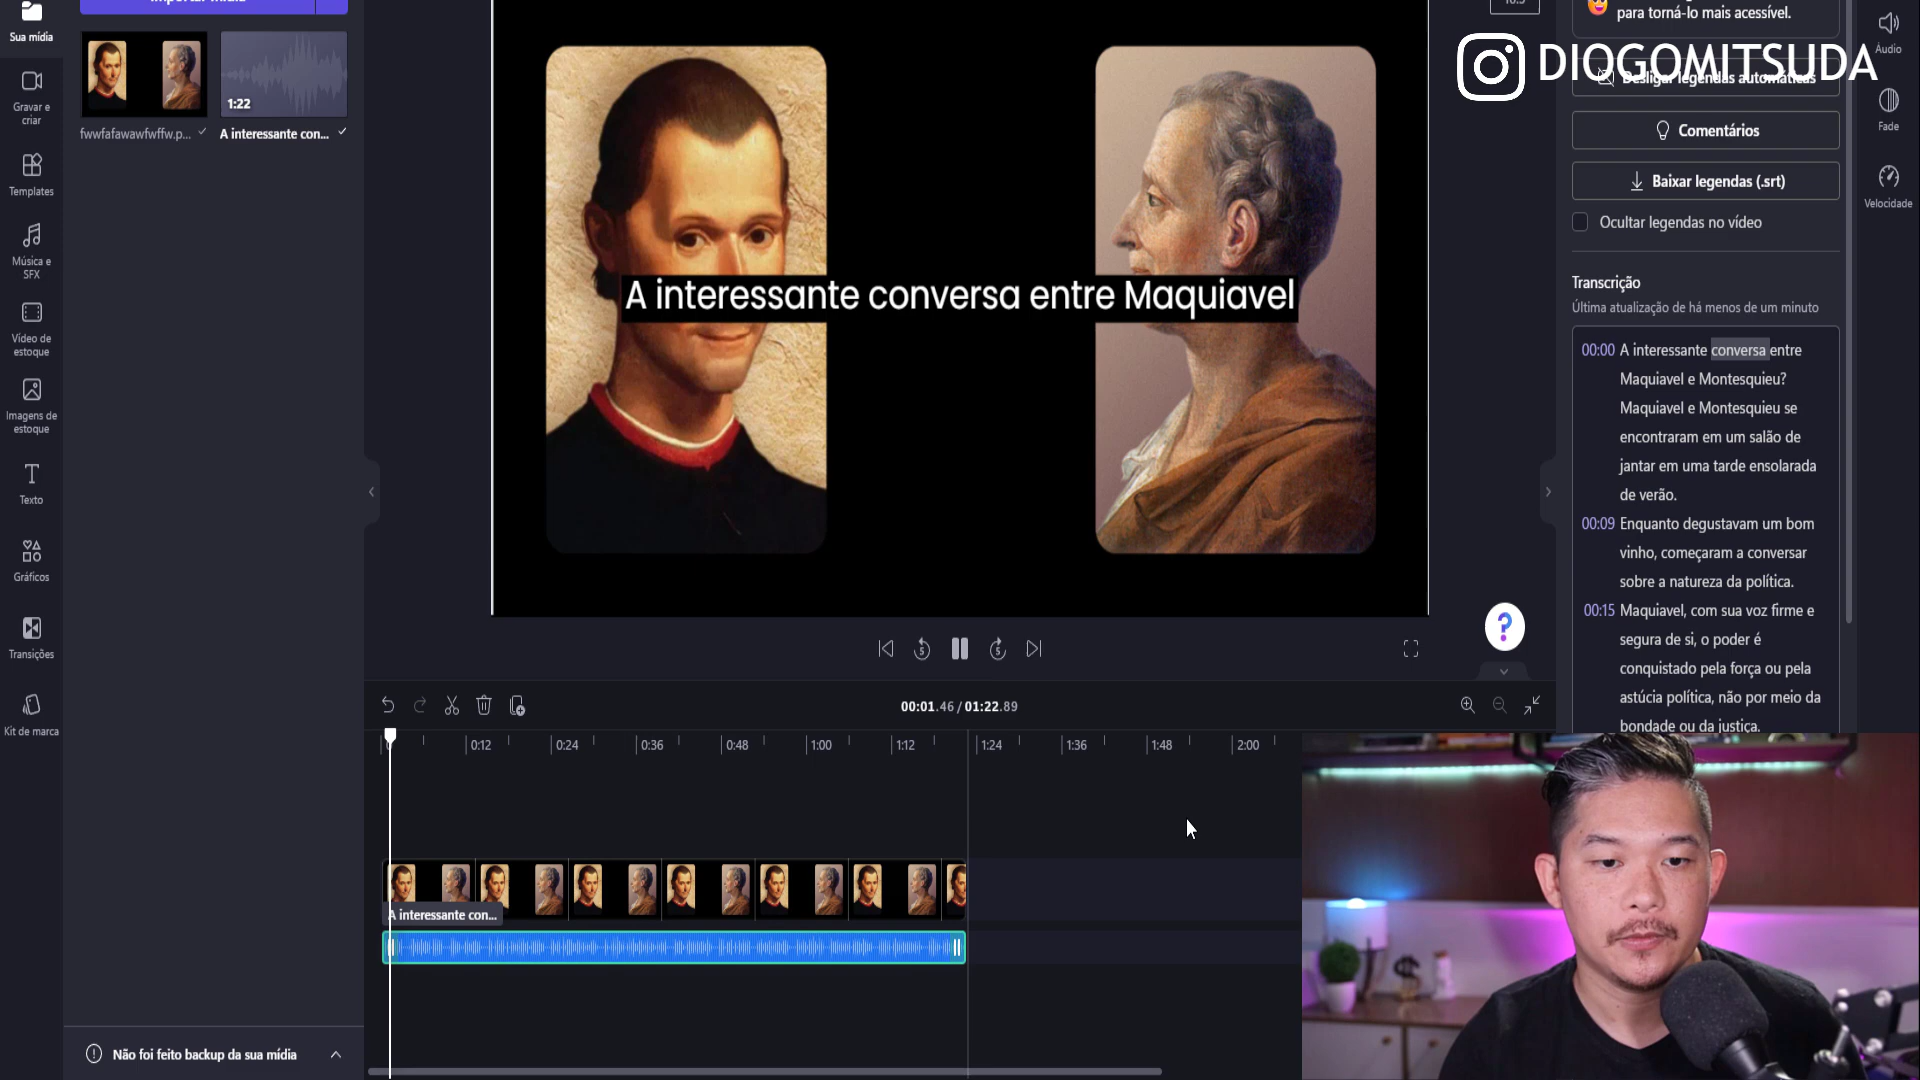 Sua mídia
Gravar e
criar
Templates
Música e
SFX
Vídeo de
estoque
Imagens de
estoque
Texto
Gráficos
Transições
Kit de marca
1:22
fwwfafawawfwffw.p...
A interessante con...
Não foi feito backup da sua mídia
A interessante conversa entre Maquiavel
5
5
?
00:01.46 / 01:22.89
0:12
0:24
0:36
0:48
1:00
1:12
1:24
1:36
1:48
2:00
A interessante con...
para torná-lo mais acessível.
DIOGOMITSUDA
Desligar legendas automáticas
Comentários
Baixar legendas (.srt)
Ocultar legendas no vídeo
Transcrição
Última atualização de há menos de um minuto
00:00 A interessante conversa entre
Maquiavel e Montesquieu?
Maquiavel e Montesquieu se
encontraram em um salão de
jantar em uma tarde ensolarada
de verão.
00:09 Enquanto degustavam um bom
vinho, começaram a conversar
sobre a natureza da política.
00:15 Maquiavel, com sua voz firme e
segura de si, o poder é
conquistado pela força ou pela
astúcia política, não por meio da
bondade ou da justiça.
Áudio
Fade
Velocidade